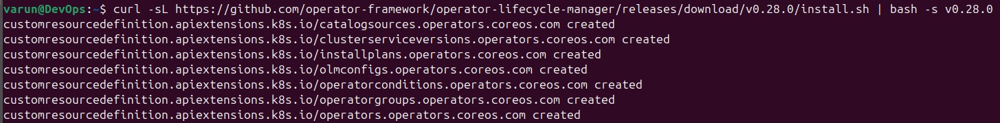 varun@DevOps:~$ curl -sL https://github.com/operator-framework/operator-lifecycle-manager/releases/download/v0.28.0/install.sh | bash -s v0.28.0
customresourcedefinition.apiextensions.k8s.io/catalogsources.operators.coreos.com created
customresourcedefinition.apiextensions.k8s.io/clusterserviceversions.operators.coreos.com created
customresourcedefinition.apiextensions.k8s.io/installplans.operators.coreos.com created
customresourcedefinition.apiextensions.k8s.io/olmconfigs.operators.coreos.com created
customresourcedefinition.apiextensions.k8s.io/operatorconditions.operators.coreos.com created
customresourcedefinition.apiextensions.k8s.io/operatorgroups.operators.coreos.com created
customresourcedefinition.apiextensions.k8s.io/operators.operators.coreos.com created